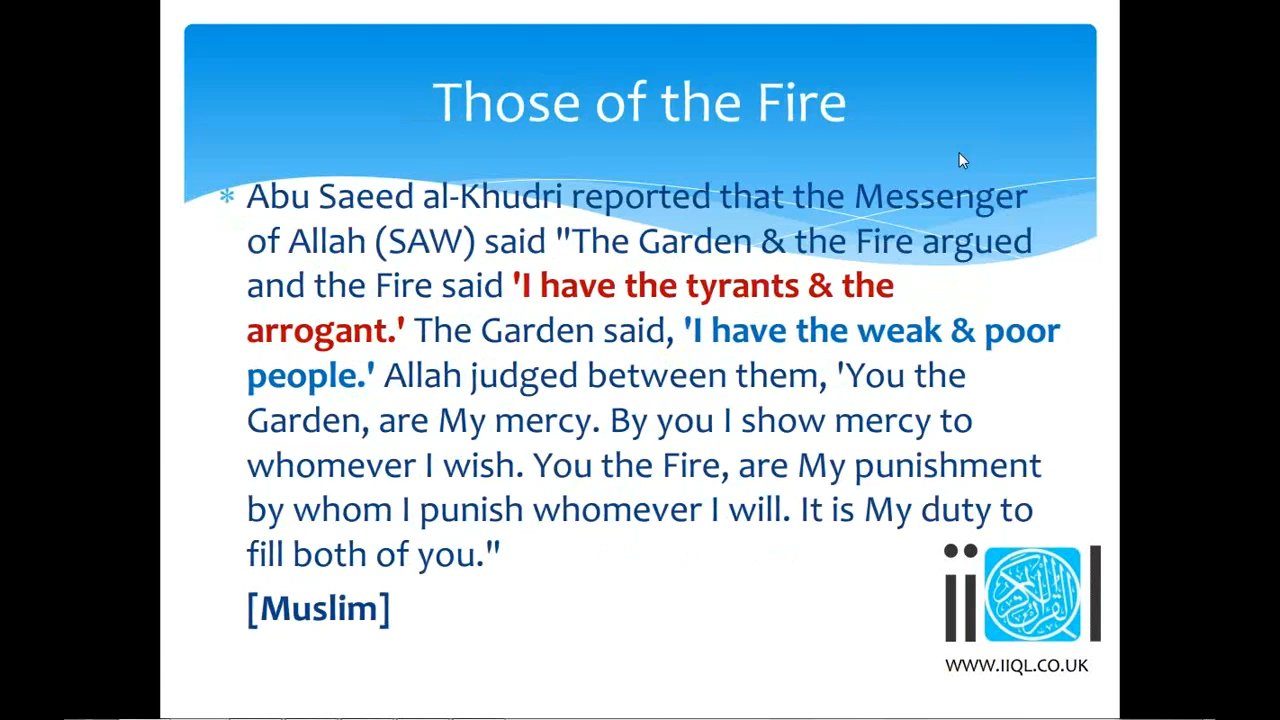 Those of the Fire
* Abu Saeed al-Khudri reported that the Messenger
of Allah (SAW) said "The Garden & the Fire argued
and the Fire said 'I have the tyrants & the
arrogant.' The Garden said, 'I have the weak & poor
people.' Allah judged between them, 'You the
Garden, are My mercy. By you I show mercy to
whomever I wish. You the Fire, are My punishment
by whom I punish whomever I will. It is My duty to
fill both of you."
[Muslim]
iiql
WWW.IIQL.CO.UK